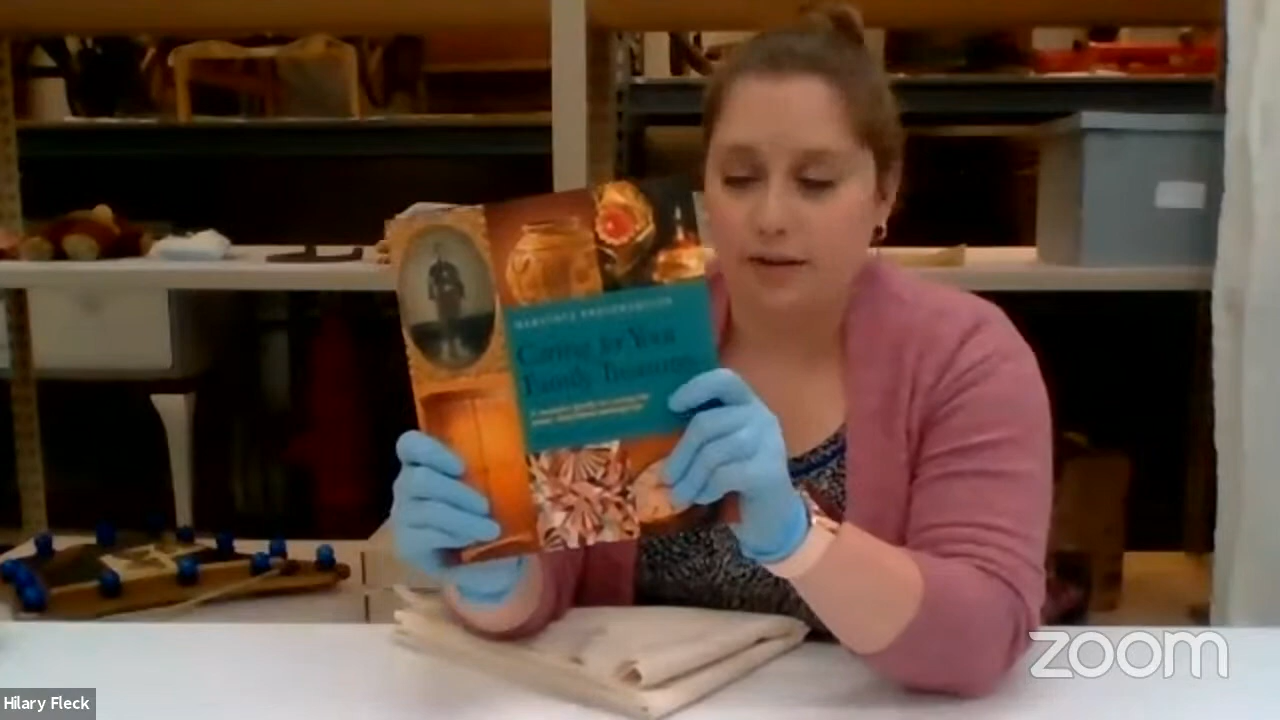 HERITAGE PRESERVATION
Caring for Your
Family Treasures
zoom
Hilary Fleck